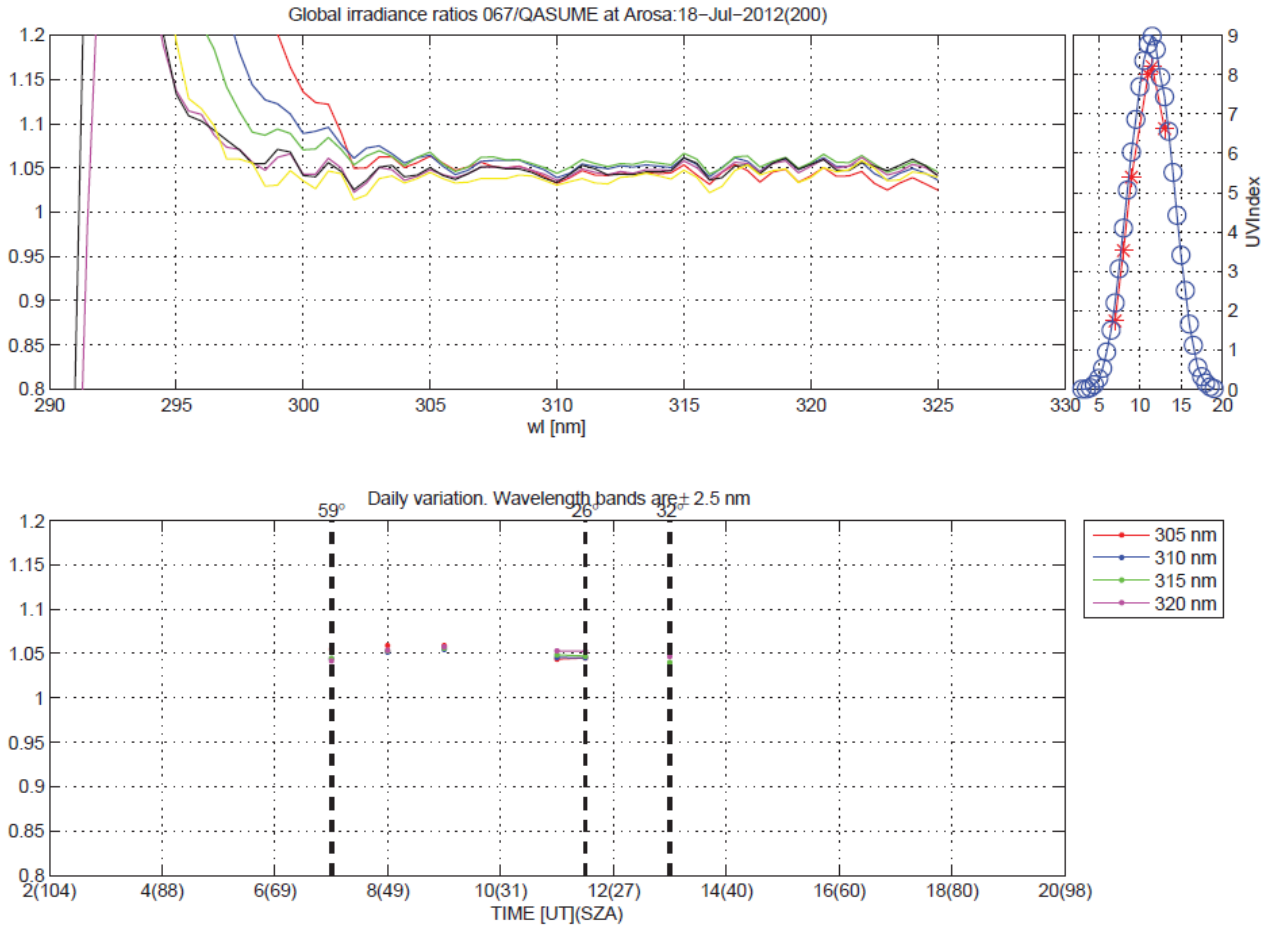 Global irradiance ratios 067/QASUME at Arosa:18−Jul−2012(200)
1.2
1.15
1.1
1.05
1
0.95
0.9
0.85
0.8
290 295 300 305 310 315 320 325 330
wl [nm]
9
8
7
6
5
4
3
2
1
0
0 5 10 15 20
UVIndex
Daily variation. Wavelength bands are ± 2.5 nm
59° 26° 32°
1.2
1.15
1.1
1.05
1
0.95
0.9
0.85
0.8
2(104) 4(88) 6(69) 8(49) 10(31) 12(27) 14(40) 16(60) 18(80) 20(98)
TIME [UT](SZA)
305 nm
310 nm
315 nm
320 nm